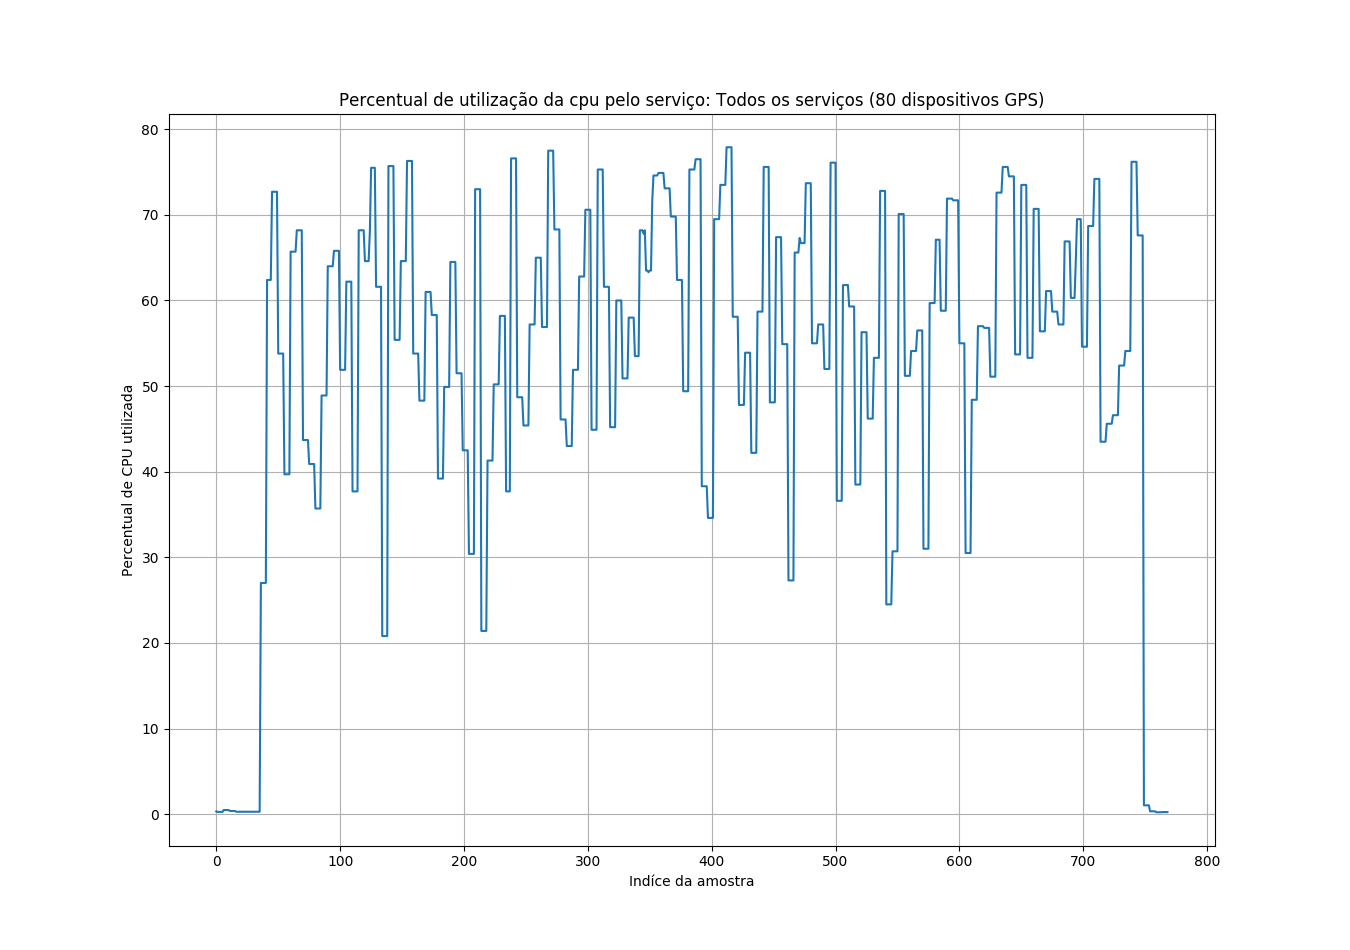 Percentual de utilização da cpu pelo serviço: Todos os serviços (80 dispositivos GPS)
80
70
60
50
40
30
20
10
0
Percentual de CPU utilizada
0 100 200 300 400 500 600 700 800
Indíce da amostra